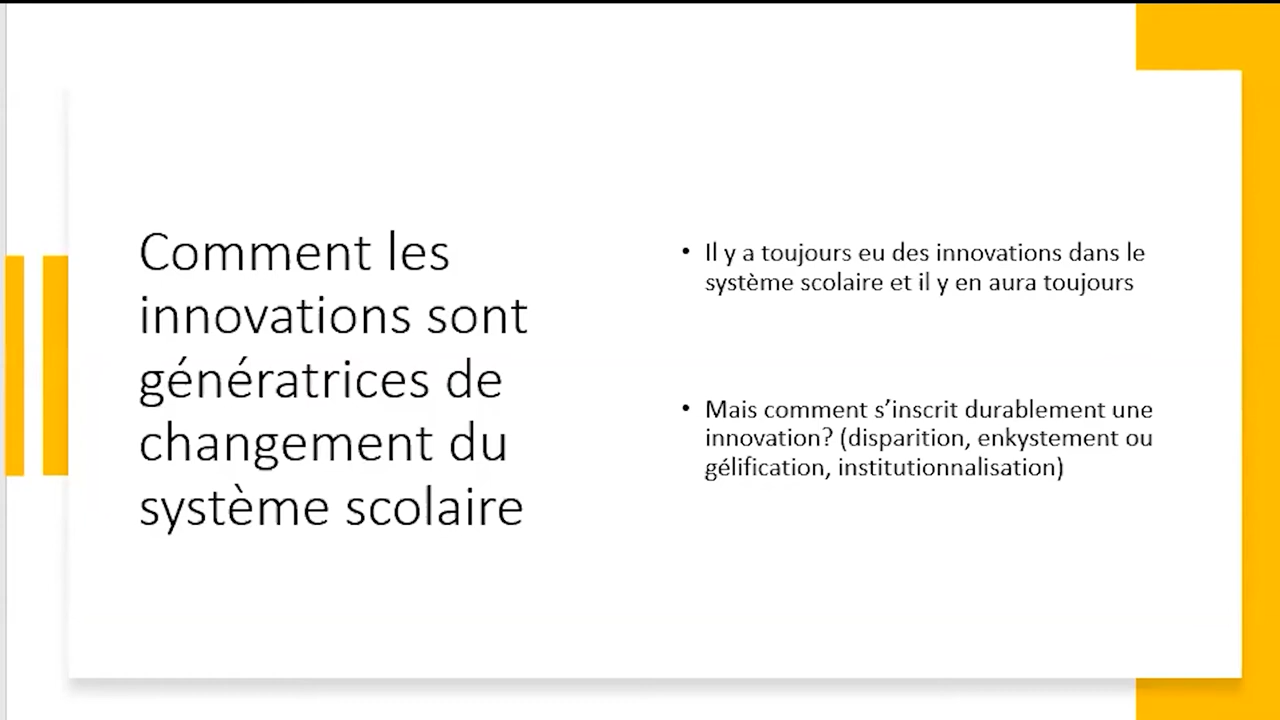 Comment les
innovations sont
génératrices de
changement du
système scolaire
• Il y a toujours eu des innovations dans le
système scolaire et il y en aura toujours
• Mais comment s’inscrit durablement une
innovation? (disparition, enkystement ou
gélification, institutionnalisation)